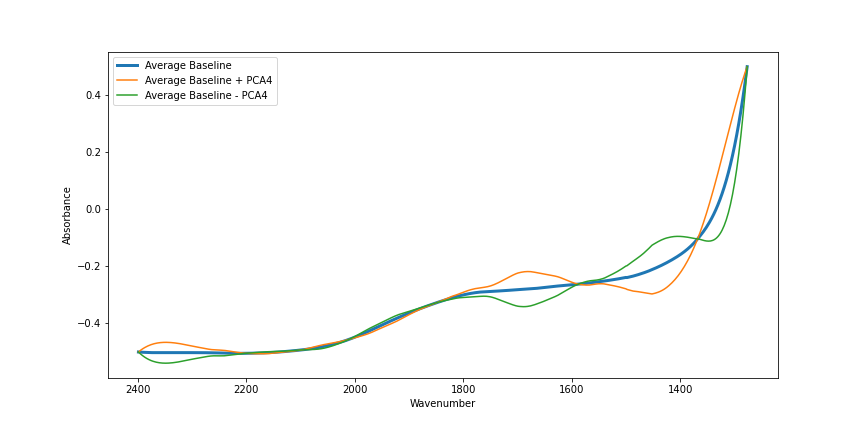 Average Baseline
Average Baseline + PCA4
Average Baseline - PCA4
0.4
0.2
0.0
−0.2
−0.4
Absorbance
2400 2200 2000 1800 1600 1400
Wavenumber